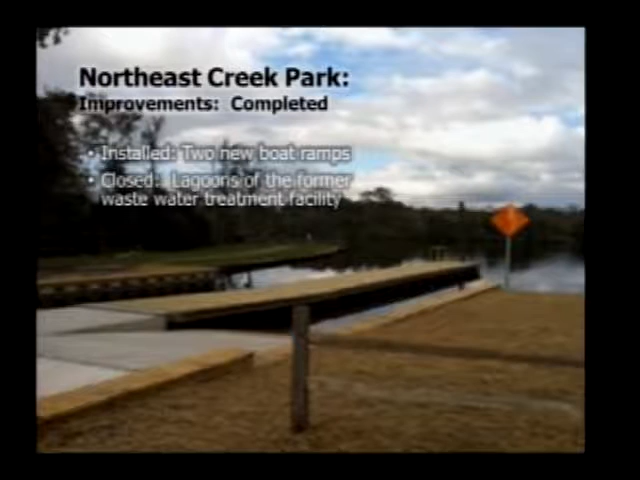 Northeast Creek Park:
Improvements: Completed
• Installed: Two new boat ramps
• Closed: Lagoons of the former
waste water treatment facility